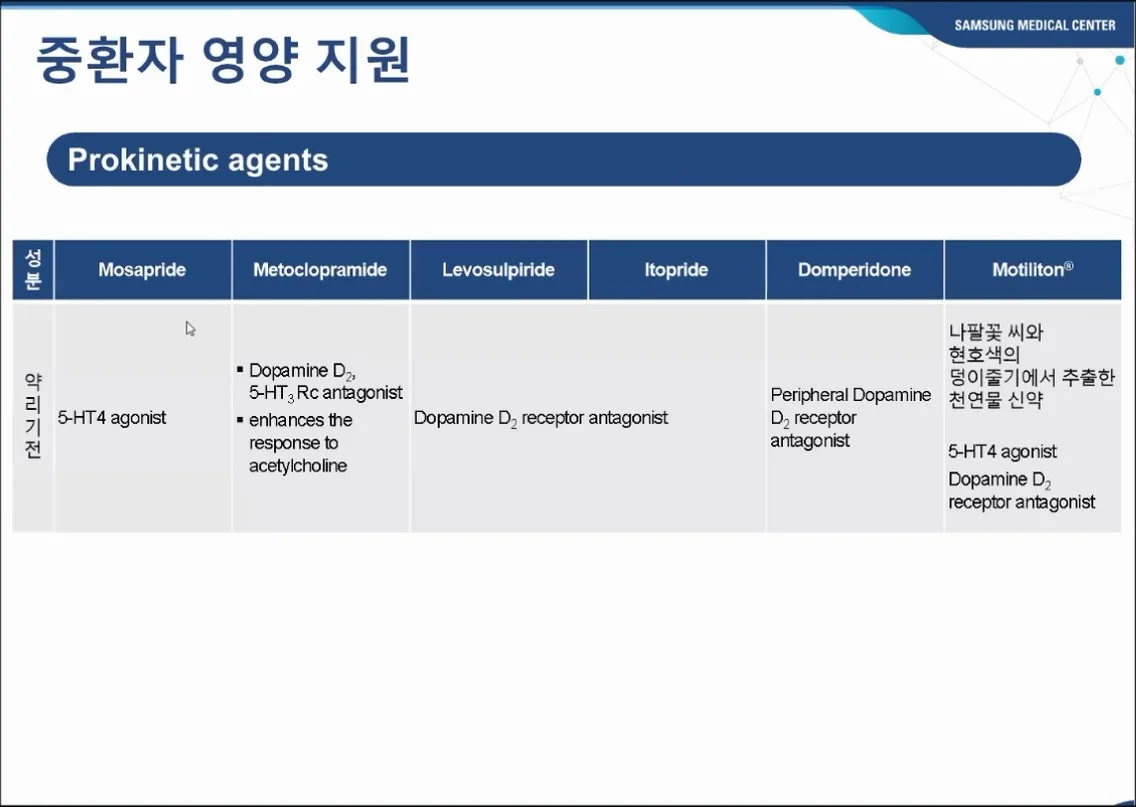 SAMSUNG MEDICAL CENTER
중환자 영양 지원
Prokinetic agents
성분
Mosapride
Metoclopramide
Levosulpiride
Itopride
Domperidone
Motiliton®
약리기전
5-HT4 agonist
▪ Dopamine D₂,
5-HT₃ Rc antagonist
▪ enhances the
response to
acetylcholine
Dopamine D₂ receptor antagonist
Peripheral Dopamine
D₂ receptor
antagonist
나팔꽃 씨와
현호색의
덩이줄기에서 추출한
천연물 신약
5-HT4 agonist
Dopamine D₂
receptor antagonist